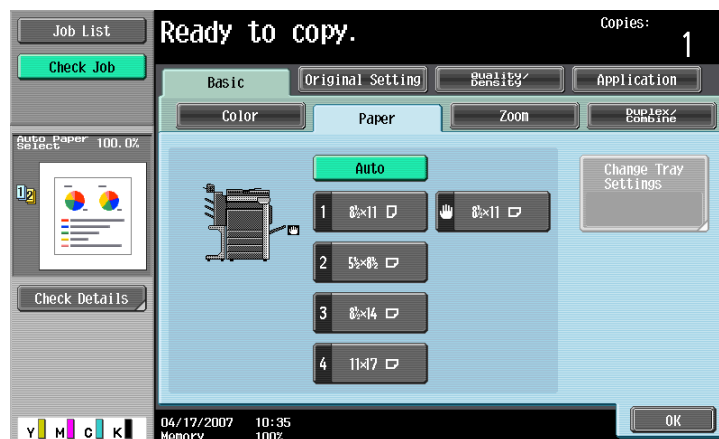 Job List
Check Job
Ready to copy.
Copies:
1
Basic
Original Setting
Quality/
Density
Application
Color
Paper
Zoom
Duplex/
Combine
Auto Paper
Select
100.0%
1
2
Auto
Change Tray
Settings
1 8½×11
8½×11
2 5½×8½
3 8½×14
4 11×17
Check Details
OK
Y M C K
04/17/2007 10:35
Memory 100%